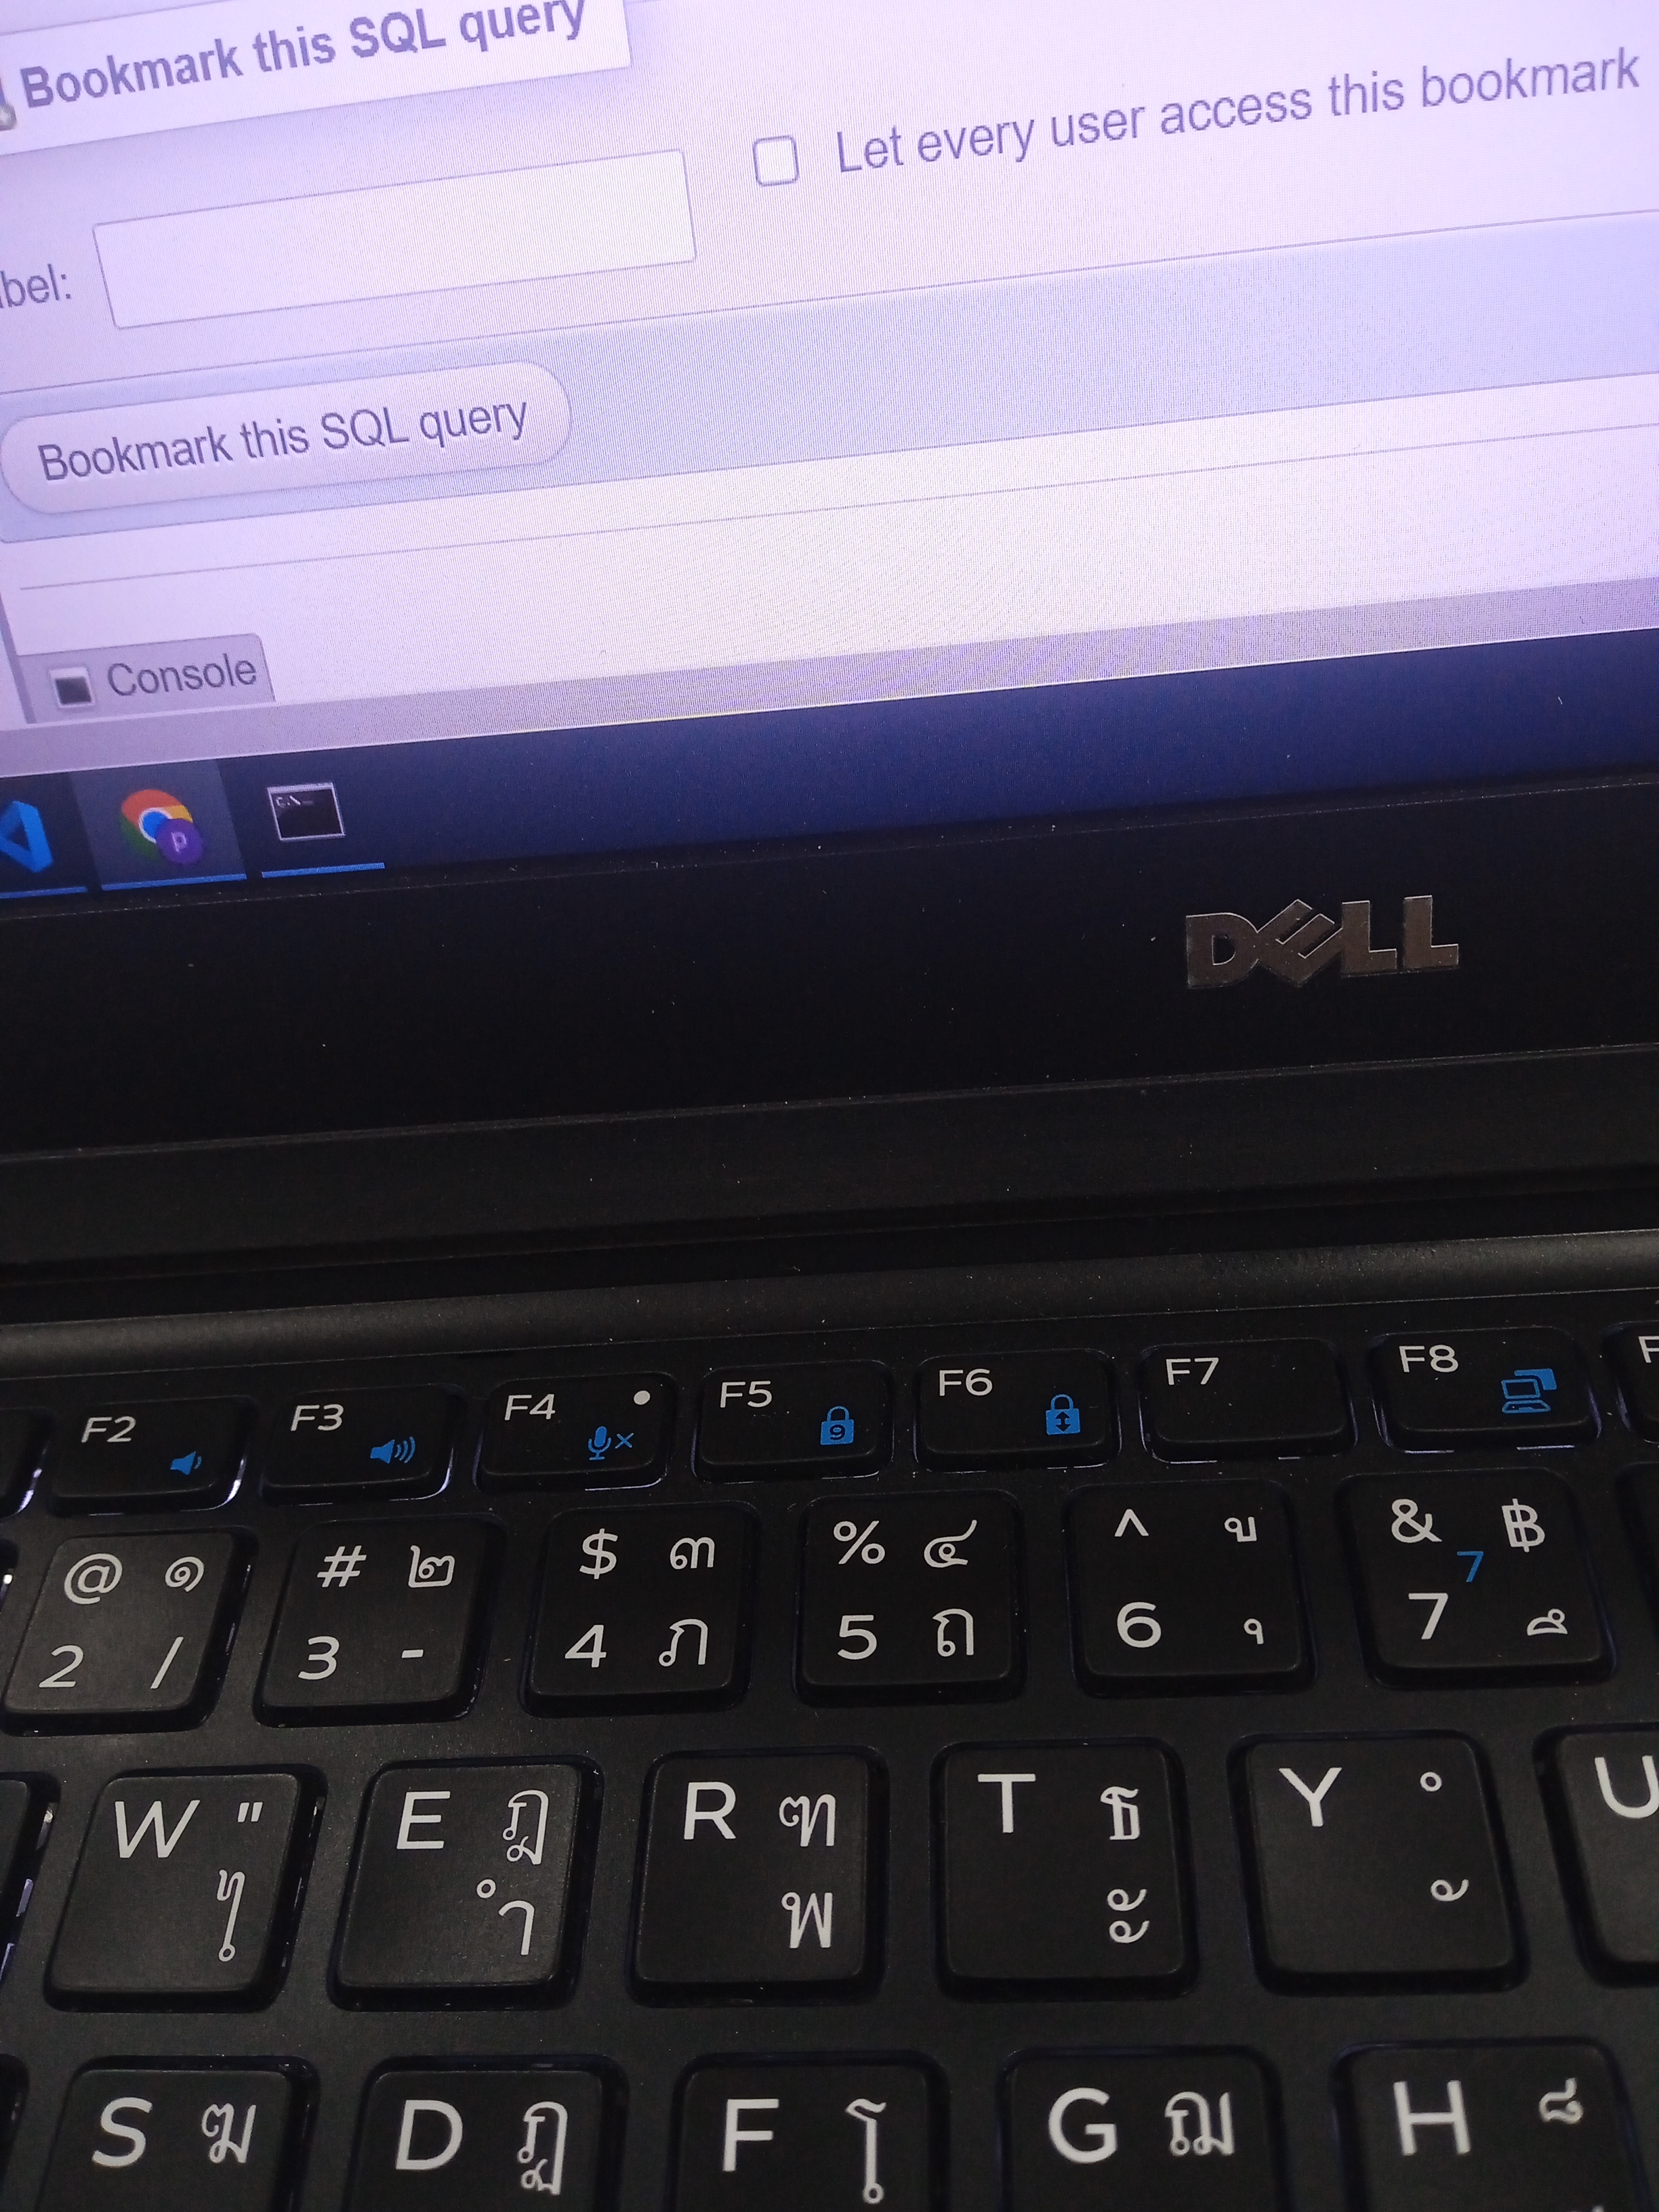 Bookmark this SQL query
Let every user access this bookmark
bel:
Bookmark this SQL query
Console
C:\_
p
DELL
F2 F3 F4 F5 9 F6 F7 F8 F
@ ๑ # ๒ $ ๓ % ๔ ^ ู & ฿
7
2 / 3 - 4 ภ 5 ถ 6 ุ 7 ึ
W " E ฎ R ฑ T ธ Y ํ U
ไ ำ พ ะ ั
S ฆ D ฏ F โ G ฌ H ็